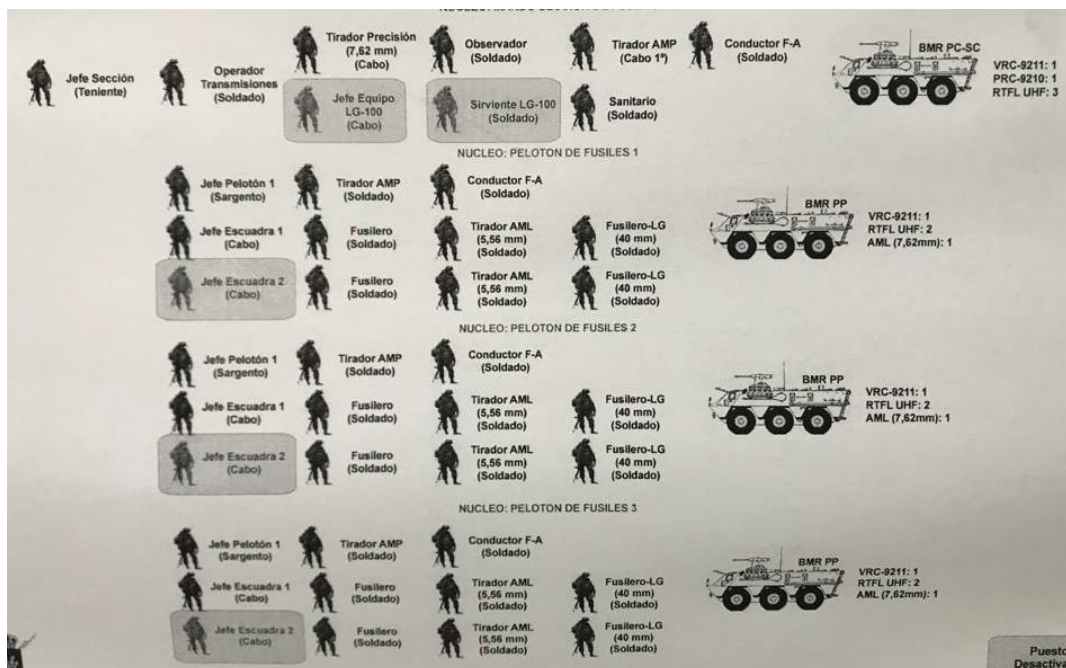 Tirador Precisión
(7,62 mm)
(Cabo)
Observador
(Soldado)
Tirador AMP
(Cabo 1º)
Conductor F-A
(Soldado)
BMR PC-SC
VRC-9211: 1
PRC-9210: 1
RTFL UHF: 3
Jefe Sección
(Teniente)
Operador
Transmisiones
(Soldado)
Jefe Equipo
LG-100
(Cabo)
Sirviente LG-100
(Soldado)
Sanitario
(Soldado)
NUCLEO: PELOTON DE FUSILES 1
Jefe Pelotón 1
(Sargento)
Tirador AMP
(Soldado)
Conductor F-A
(Soldado)
BMR PP
VRC-9211: 1
RTFL UHF: 2
AML (7,62mm): 1
Jefe Escuadra 1
(Cabo)
Fusilero
(Soldado)
Tirador AML
(5,56 mm)
(Soldado)
Fusilero-LG
(40 mm)
(Soldado)
Jefe Escuadra 2
(Cabo)
Fusilero
(Soldado)
Tirador AML
(5,56 mm)
(Soldado)
Fusilero-LG
(40 mm)
(Soldado)
NUCLEO: PELOTON DE FUSILES 2
Jefe Pelotón 1
(Sargento)
Tirador AMP
(Soldado)
Conductor F-A
(Soldado)
BMR PP
VRC-9211: 1
RTFL UHF: 2
AML (7,62mm): 1
Jefe Escuadra 1
(Cabo)
Fusilero
(Soldado)
Tirador AML
(5,56 mm)
(Soldado)
Fusilero-LG
(40 mm)
(Soldado)
Jefe Escuadra 2
(Cabo)
Fusilero
(Soldado)
Tirador AML
(5,56 mm)
(Soldado)
Fusilero-LG
(40 mm)
(Soldado)
NUCLEO: PELOTON DE FUSILES 3
Jefe Pelotón 1
(Sargento)
Tirador AMP
(Soldado)
Conductor F-A
(Soldado)
BMR PP
VRC-9211: 1
RTFL UHF: 2
AML (7,62mm): 1
Jefe Escuadra 1
(Cabo)
Fusilero
(Soldado)
Tirador AML
(5,56 mm)
(Soldado)
Fusilero-LG
(40 mm)
(Soldado)
Jefe Escuadra 2
(Cabo)
Fusilero
(Soldado)
Tirador AML
(5,56 mm)
(Soldado)
Fusilero-LG
(40 mm)
(Soldado)
Puesto
Desactiva